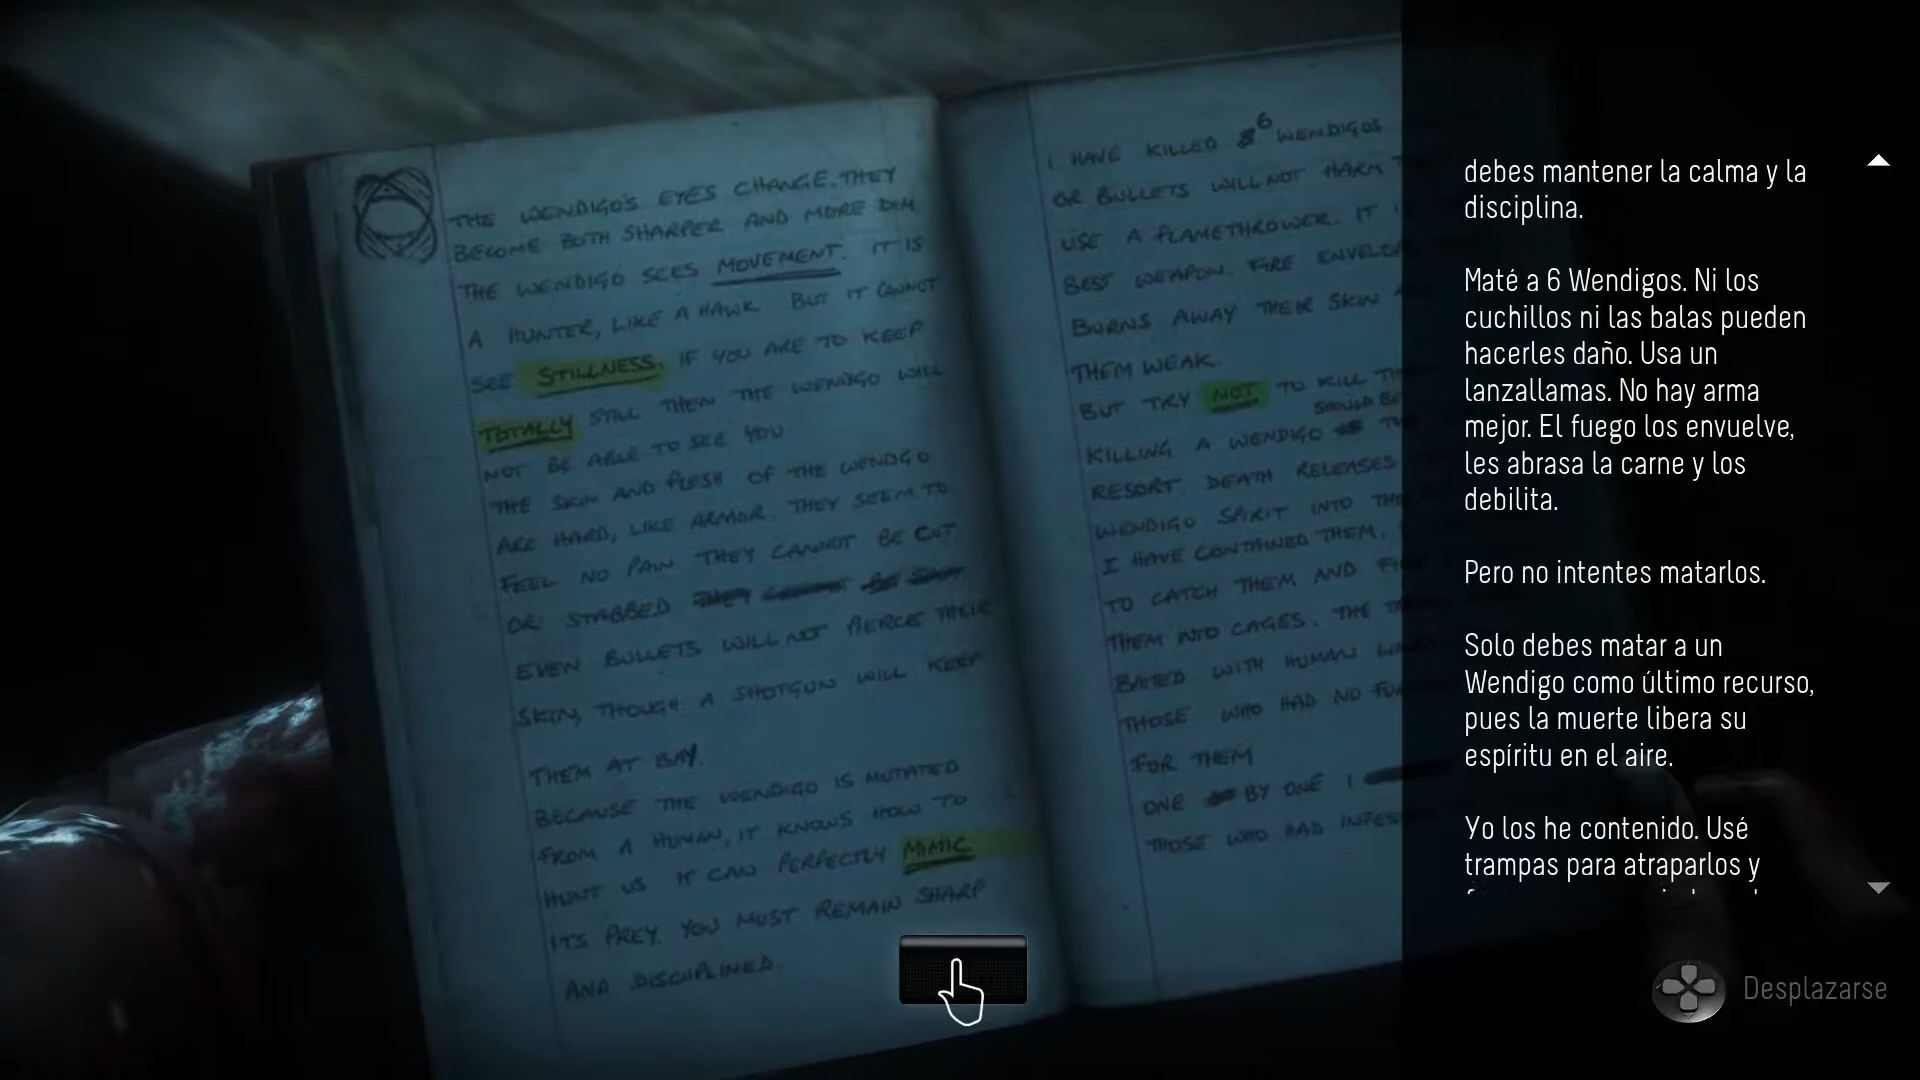 THE WENDIGO'S EYES CHANGE. THEY
BECOME BOTH SHARPER AND MORE DIM
THE WENDIGO SEES MOVEMENT. IT IS
A HUNTER, LIKE A HAWK BUT IT CANNOT
SEE STILLNESS. IF YOU ARE TO KEEP
TOTALLY STILL THEN THE WENDIGO WILL
NOT BE ABLE TO SEE YOU
THE SKIN AND FLESH OF THE WENDIGO
ARE HARD, LIKE ARMOR. THEY SEEM TO
FEEL NO PAIN THEY CANNOT BE CUT
OR STABBED
EVEN BULLETS WILL NOT PIERCE THEIR
SKIN, THOUGH A SHOTGUN WILL KEEP
THEM AT BAY.
BECAUSE THE WENDIGO IS MUTATED
FROM A HUMAN, IT KNOWS HOW TO
HUNT US IT CAN PERFECTLY MIMIC
ITS PREY. YOU MUST REMAIN SHARP
AND DISCIPLINED.
I HAVE KILLED 6 WENDIGOS
OR BULLETS WILL NOT HARM
USE A FLAMETHROWER. IT
BEST WEAPON. FIRE
BURNS AWAY THEIR SKIN
THEM WEAK.
BUT TRY NOT TO KILL
SHOULD BE
KILLING A WENDIGO
RESORT. DEATH RELEASES
WENDIGO SPIRIT INTO THE
I HAVE CONTAINED THEM.
TO CATCH THEM AND
THEM INTO CAGES. THE
BAITED WITH HUMAN
THOSE WHO HAD NO
FOR THEM
ONE BY ONE I
THOSE WHO HAD
debes mantener la calma y la
disciplina.
Maté a 6 Wendigos. Ni los
cuchillos ni las balas pueden
hacerles daño. Usa un
lanzallamas. No hay arma
mejor. El fuego los envuelve,
les abrasa la carne y los
debilita.
Pero no intentes matarlos.
Solo debes matar a un
Wendigo como último recurso,
pues la muerte libera su
espíritu en el aire.
Yo los he contenido. Usé
trampas para atraparlos y
Desplazarse